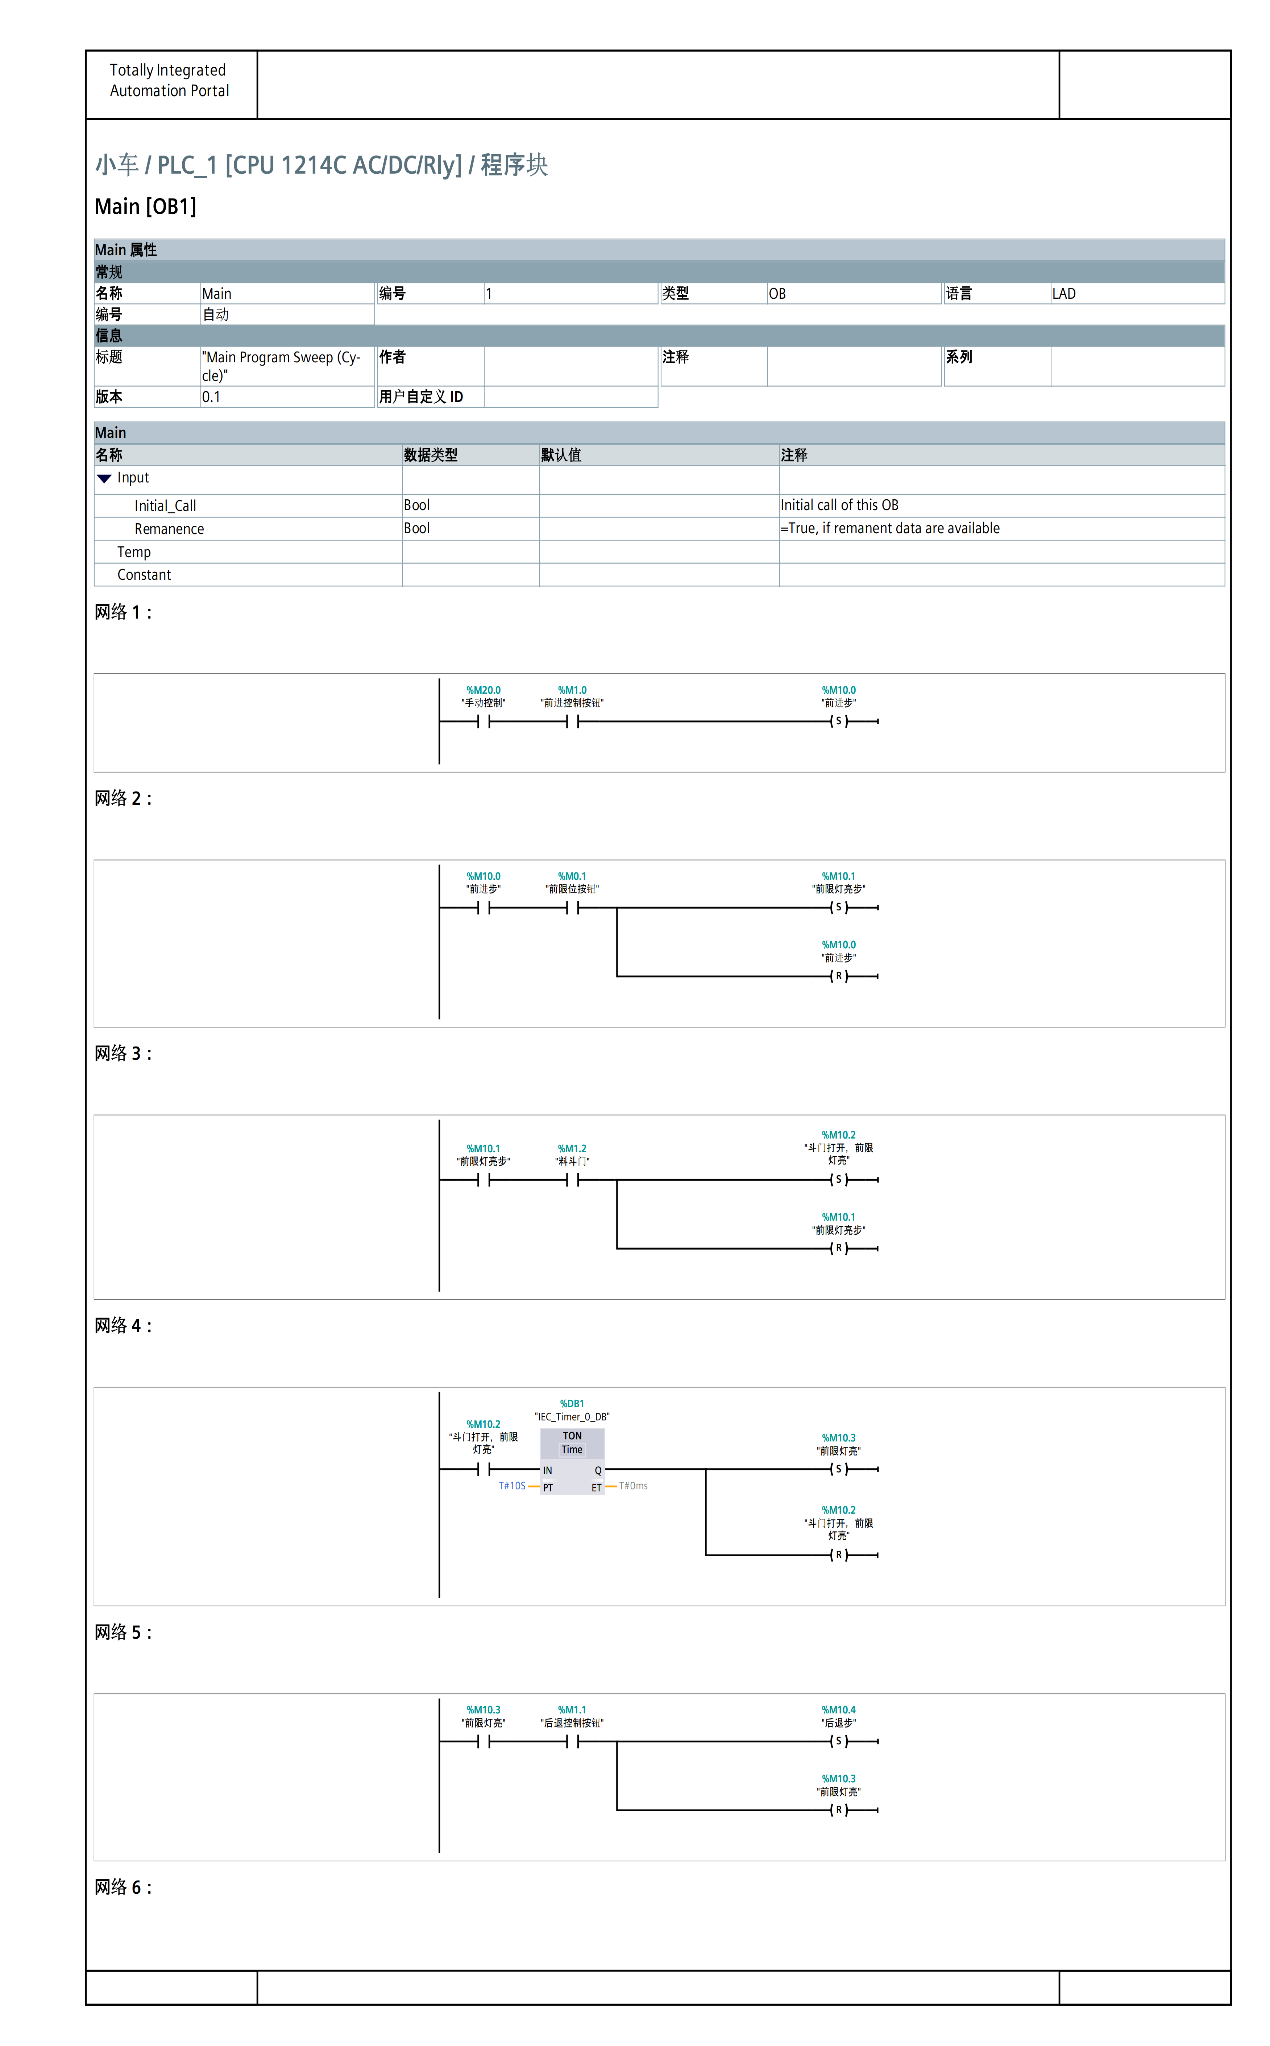 Totally Integrated
Automation Portal
小车 / PLC_1 [CPU 1214C AC/DC/Rly] / 程序块
Main [OB1]
Main 属性
常规
名称 Main 编号 1 类型 OB 语言 LAD
编号 自动
信息
标题 "Main Program Sweep (Cy- 作者 注释 系列
cle)"
版本 0.1 用户自定义 ID
Main
名称 数据类型 默认值 注释
Input
Initial_Call Bool Initial call of this OB
Remanence Bool =True, if remanent data are available
Temp
Constant
网络 1：
%M20.0 %M1.0 %M10.0
"手动控制" "前进控制按钮" "前进步"
S
网络 2：
%M10.0 %M0.1 %M10.1
"前进步" "前限位按钮" "前限灯亮步"
S
%M10.0
"前进步"
R
网络 3：
%M10.2
%M10.1 %M1.2 "斗门打开，前限
"前限灯亮步" "料斗门" 灯亮"
S
%M10.1
"前限灯亮步"
R
网络 4：
%DB1
"IEC_Timer_0_DB"
%M10.2 TON %M10.3
"斗门打开，前限 Time "前限灯亮"
灯亮"
IN Q S
T#10S PT ET T#0ms
%M10.2
"斗门打开，前限
灯亮"
R
网络 5：
%M10.3 %M1.1 %M10.4
"前限灯亮" "后退控制按钮" "后退步"
S
%M10.3
"前限灯亮"
R
网络 6：